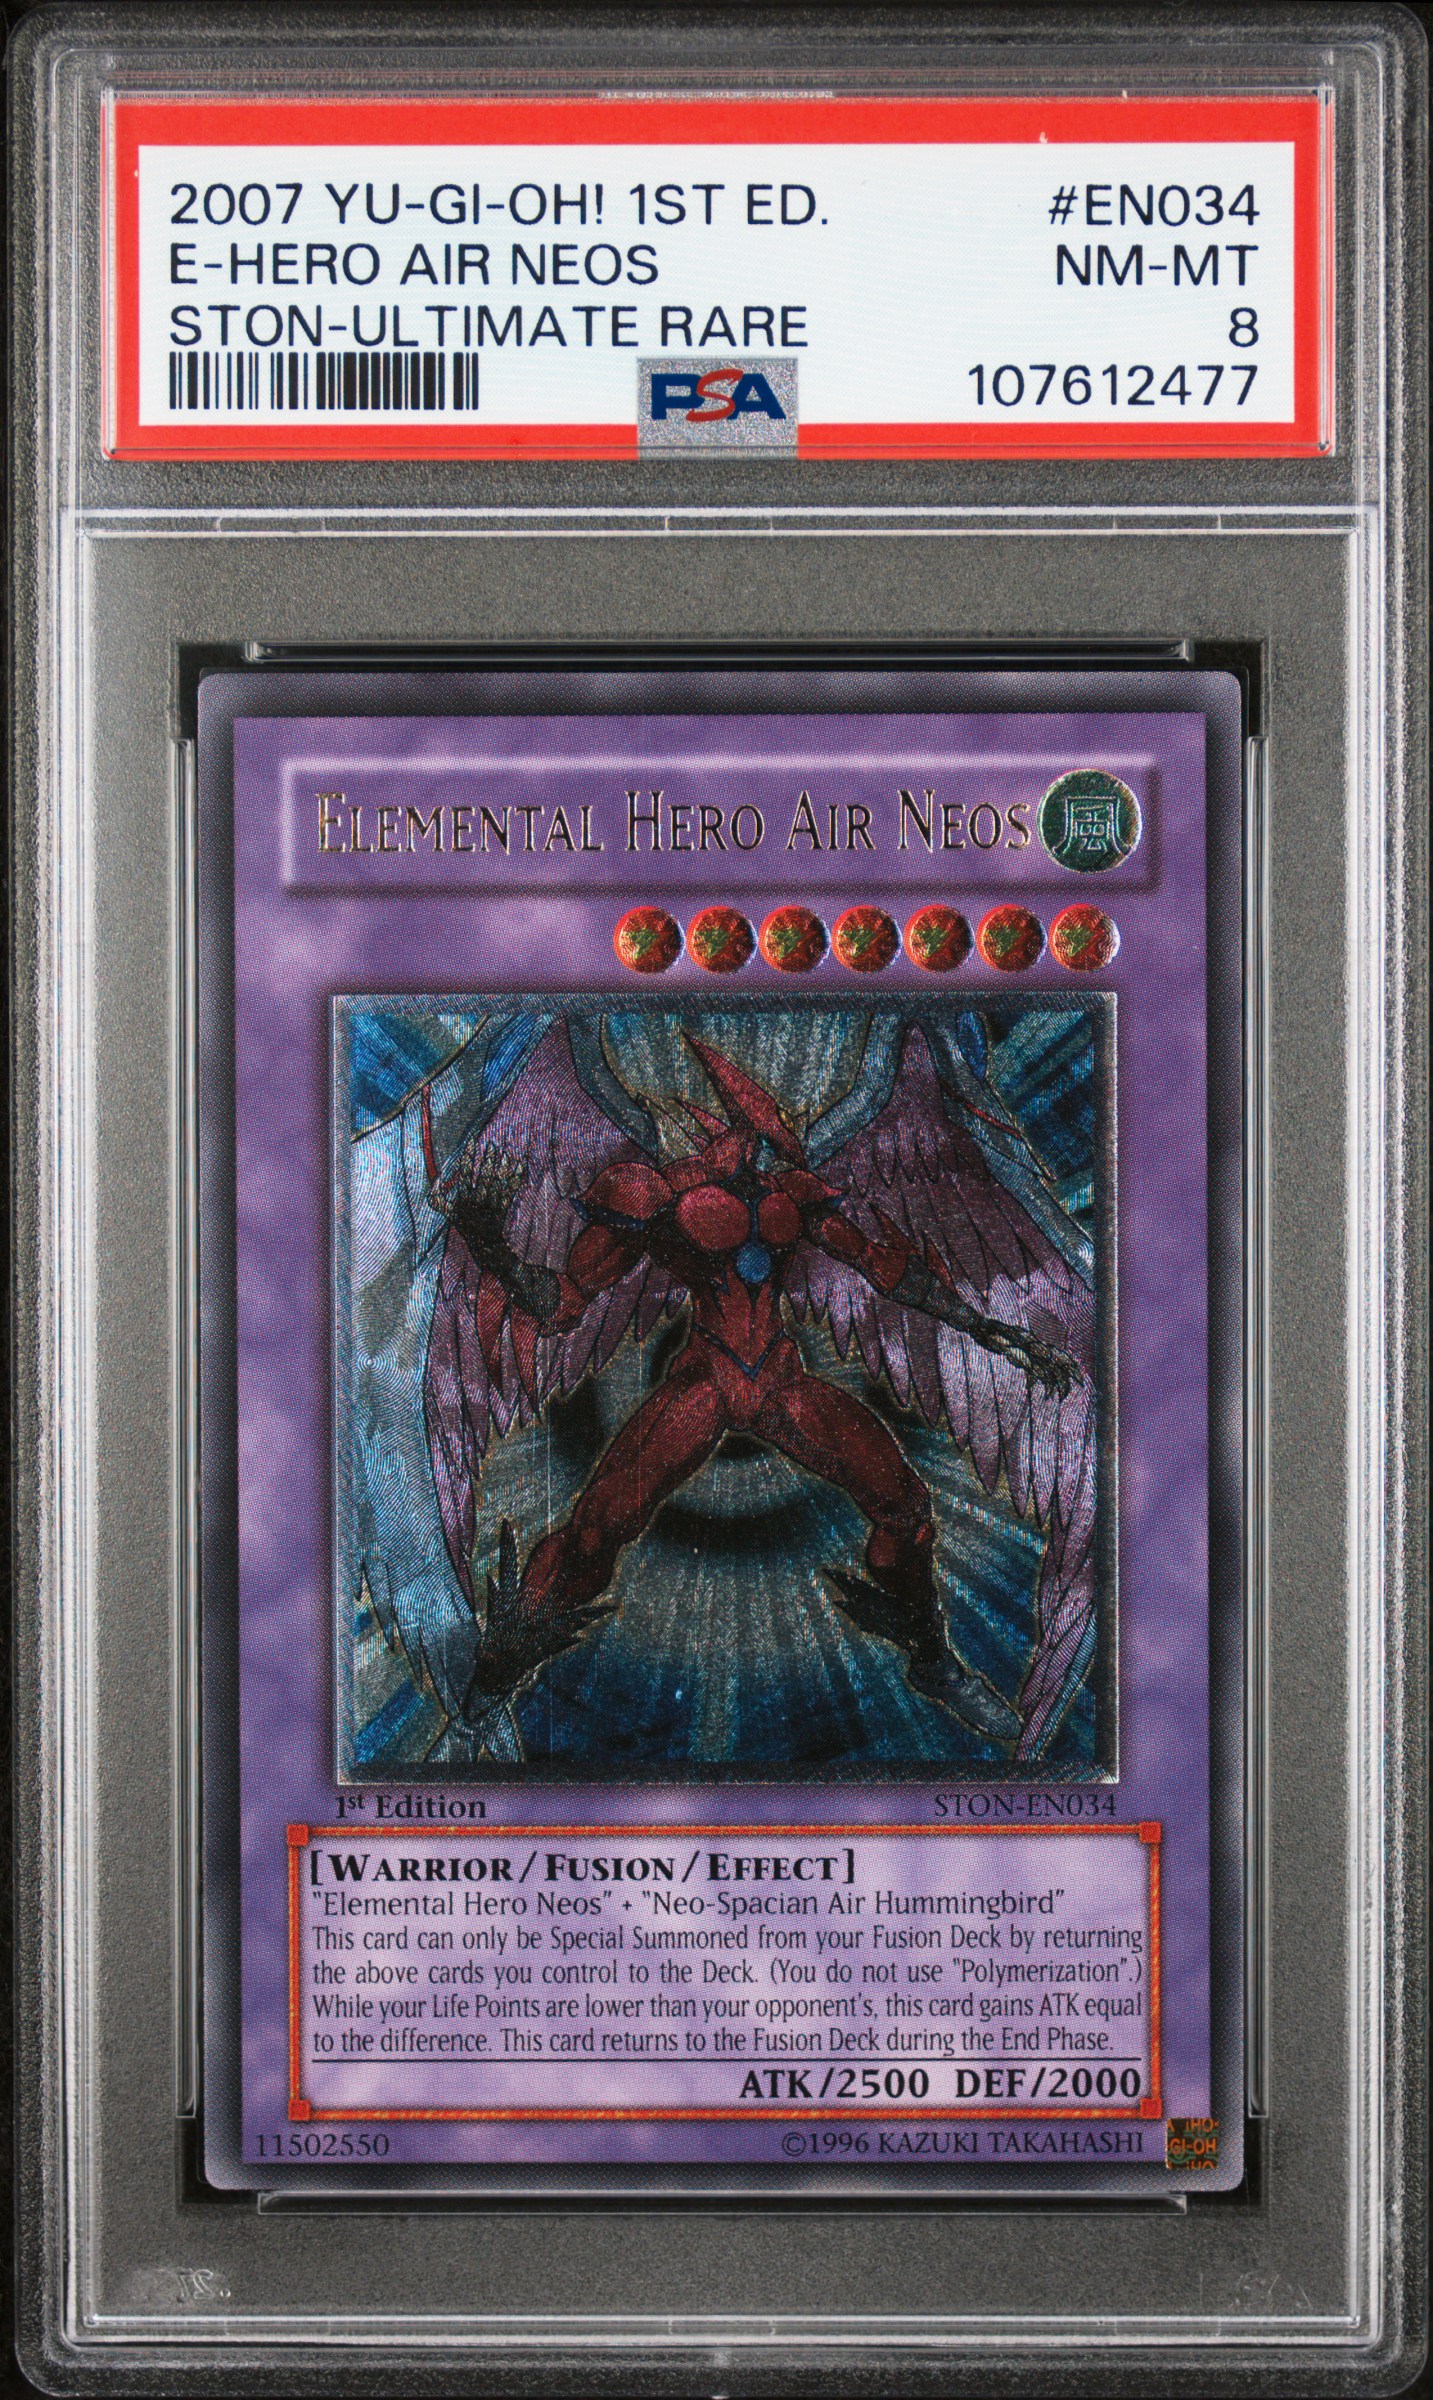 2007 YU-GI-OH! 1ST ED. #EN034
E-HERO AIR NEOS NM-MT
STON-ULTIMATE RARE 8
PSA 107612477
ELEMENTAL HERO AIR NEOS 風
1st Edition STON-EN034
[WARRIOR/FUSION/EFFECT]
"Elemental Hero Neos" + "Neo-Spacian Air Hummingbird"
This card can only be Special Summoned from your Fusion Deck by returning
the above cards you control to the Deck. (You do not use "Polymerization".)
While your Life Points are lower than your opponent's, this card gains ATK equal
to the difference. This card returns to the Fusion Deck during the End Phase.
ATK/2500 DEF/2000
11502550 ©1996 KAZUKI TAKAHASHI
GI-OH